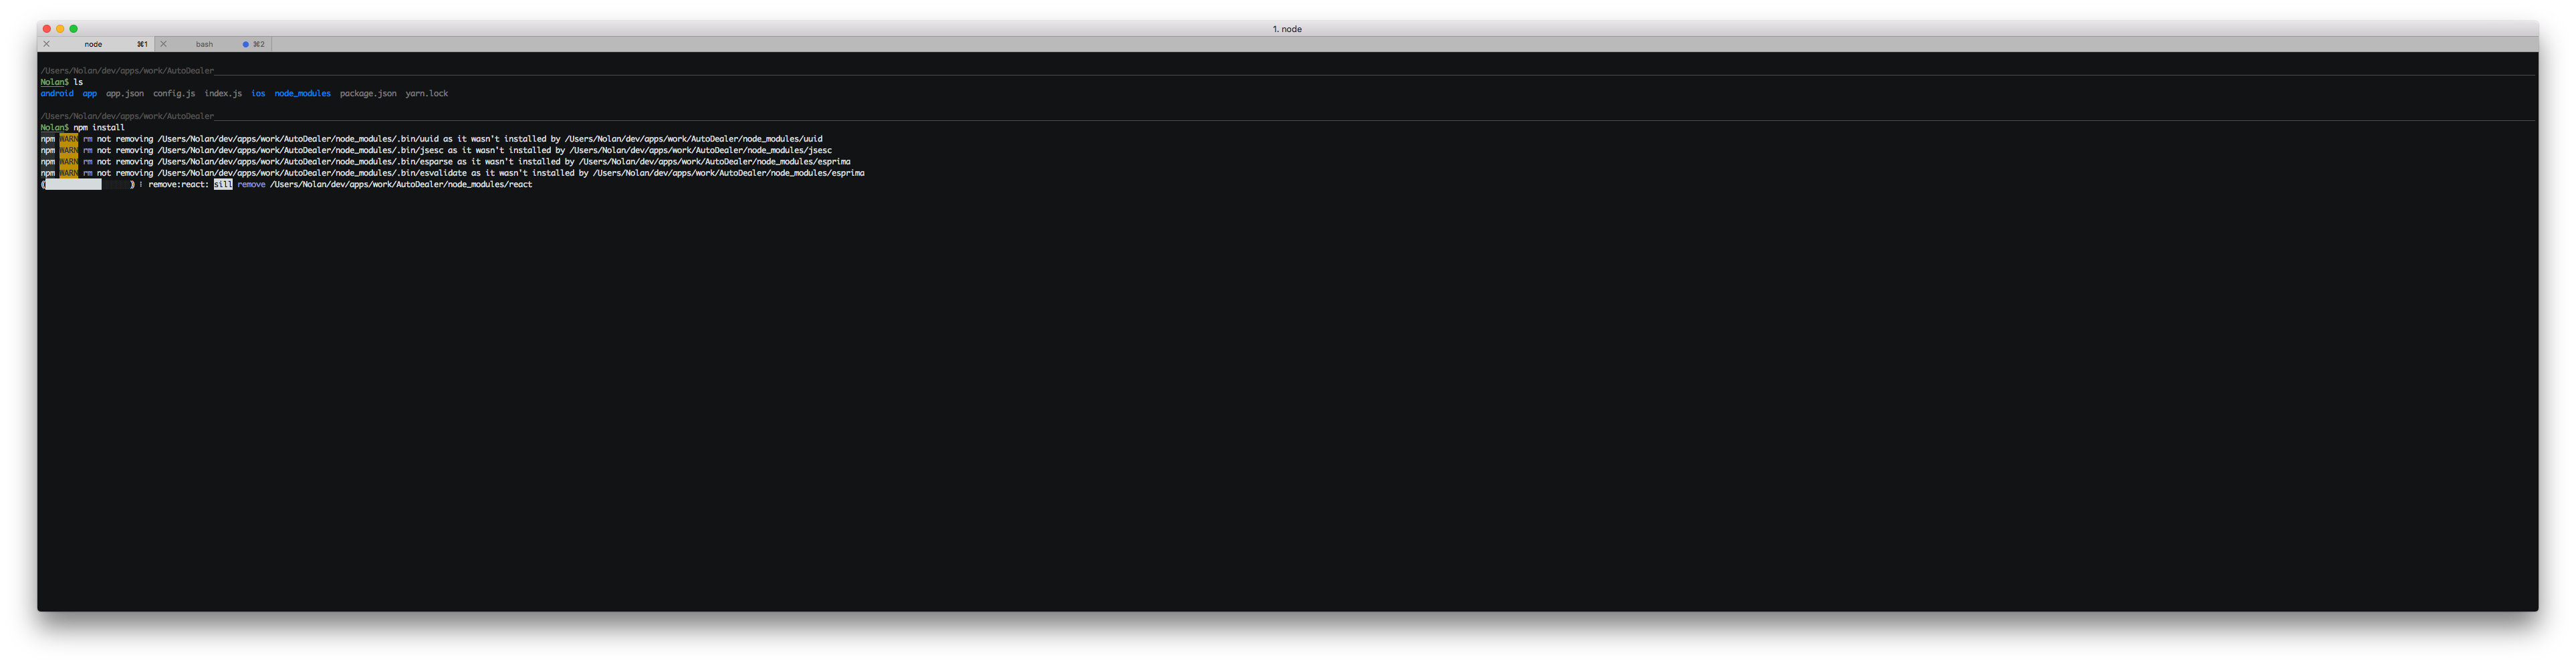 1. node
node ⌘1 bash ⌘2
/Users/Nolan/dev/apps/work/AutoDealer
Nolan$ ls
android app app.json config.js index.js ios node_modules package.json yarn.lock
/Users/Nolan/dev/apps/work/AutoDealer
Nolan$ npm install
npm WARN rm not removing /Users/Nolan/dev/apps/work/AutoDealer/node_modules/.bin/uuid as it wasn't installed by /Users/Nolan/dev/apps/work/AutoDealer/node_modules/uuid
npm WARN rm not removing /Users/Nolan/dev/apps/work/AutoDealer/node_modules/.bin/jsesc as it wasn't installed by /Users/Nolan/dev/apps/work/AutoDealer/node_modules/jsesc
npm WARN rm not removing /Users/Nolan/dev/apps/work/AutoDealer/node_modules/.bin/esparse as it wasn't installed by /Users/Nolan/dev/apps/work/AutoDealer/node_modules/esprima
npm WARN rm not removing /Users/Nolan/dev/apps/work/AutoDealer/node_modules/.bin/esvalidate as it wasn't installed by /Users/Nolan/dev/apps/work/AutoDealer/node_modules/esprima
remove:react: sill remove /Users/Nolan/dev/apps/work/AutoDealer/node_modules/react